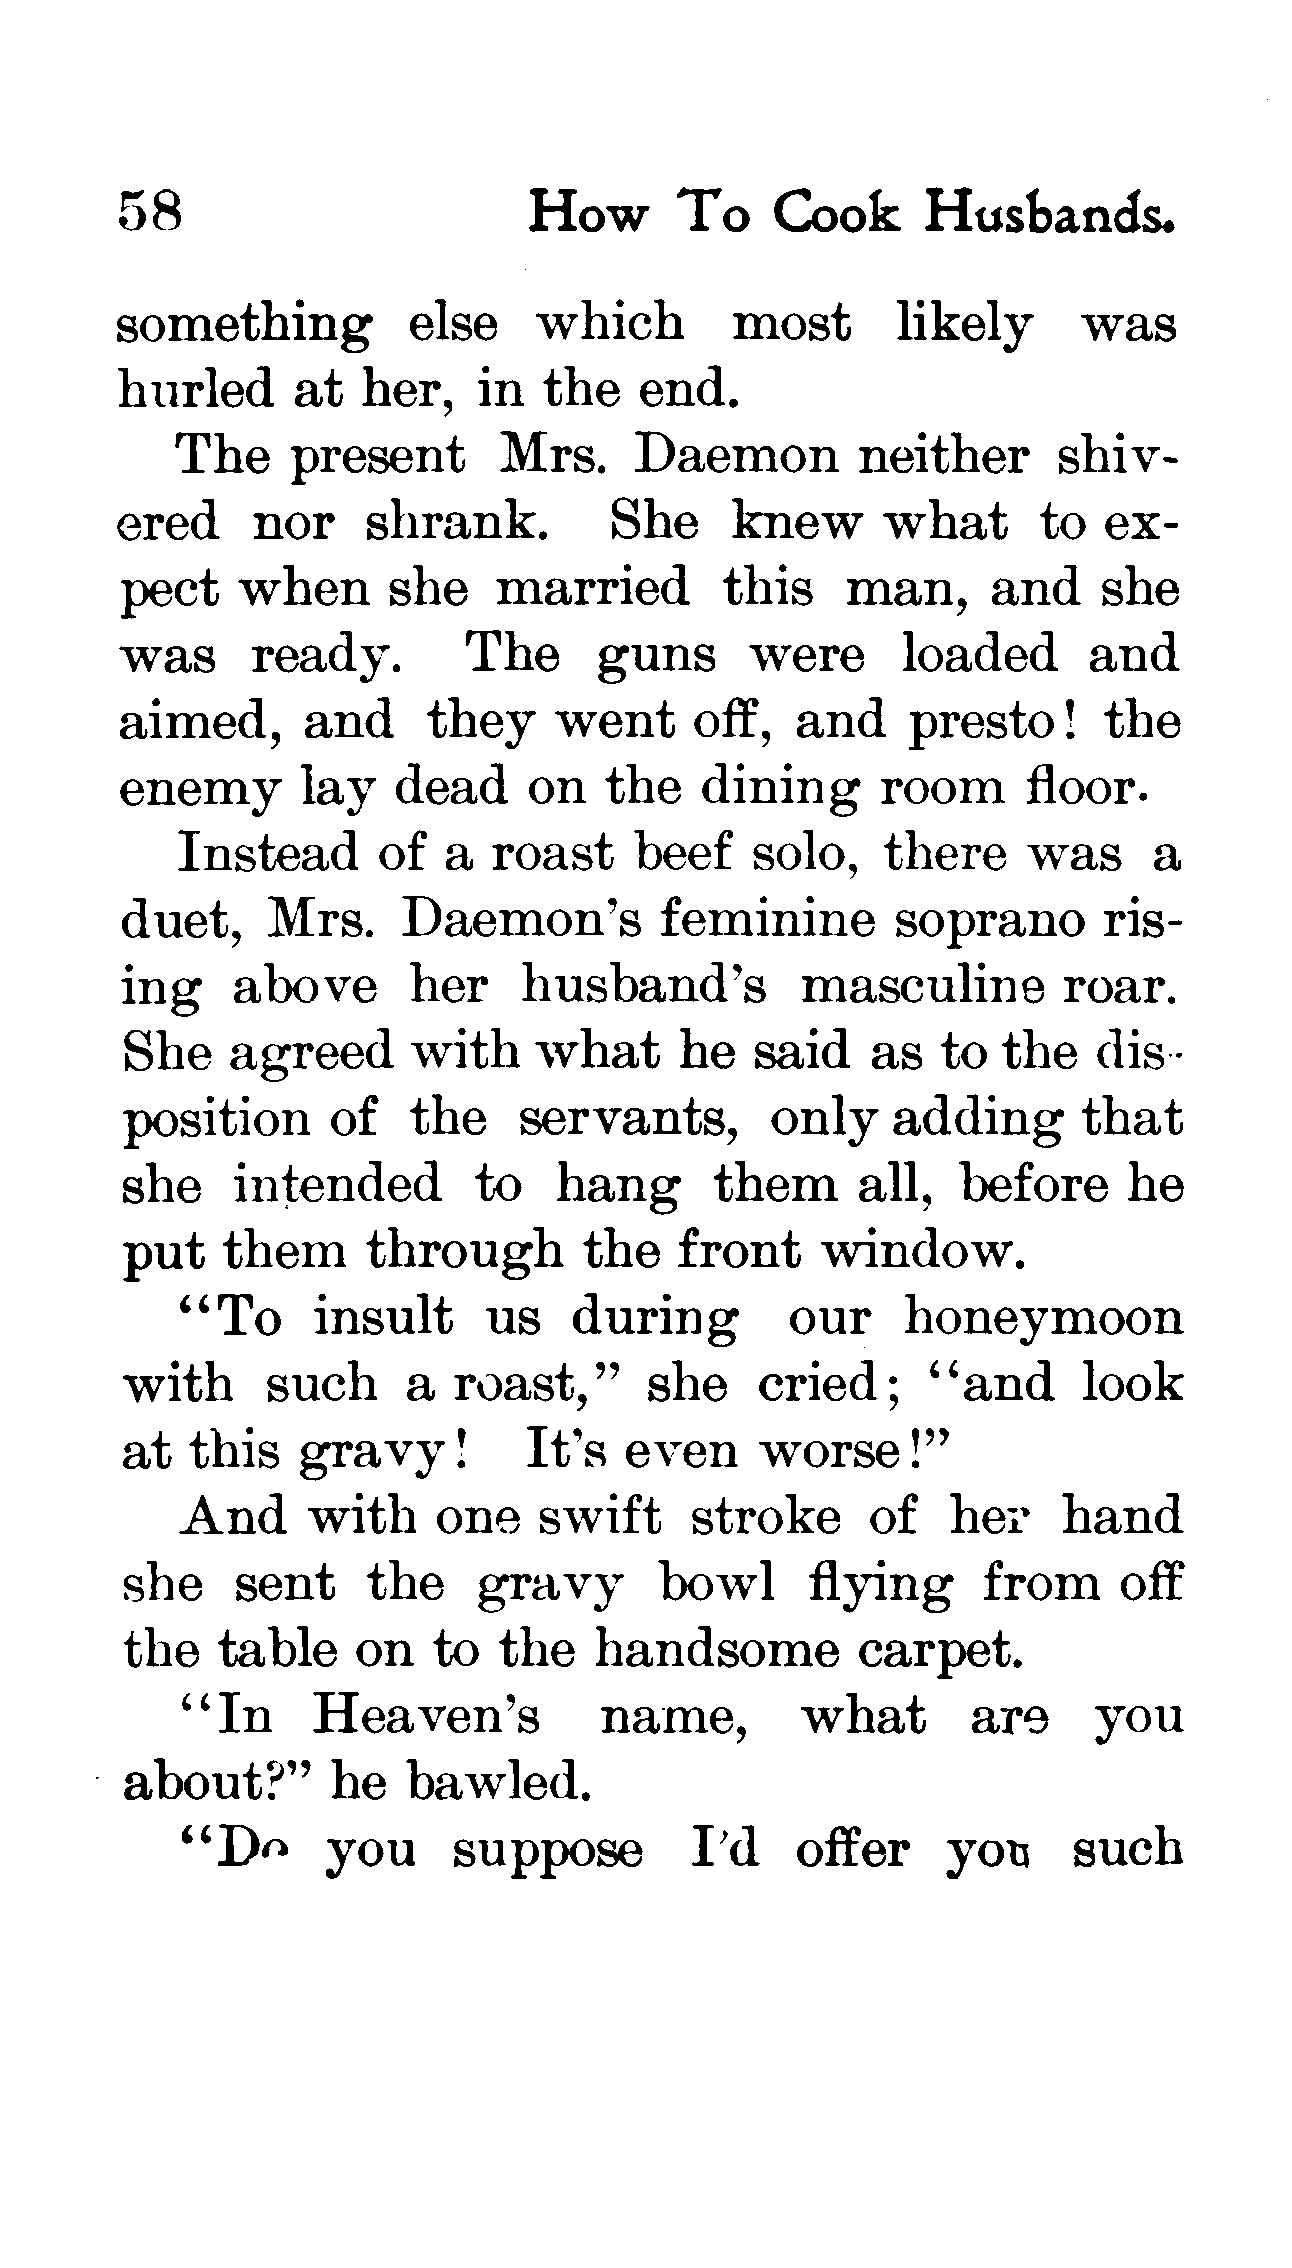 58 How To Cook Husbands.
something else which most likely was
hurled at her, in the end.
The present Mrs. Daemon neither shiv-
ered nor shrank. She knew what to ex-
pect when she married this man, and she
was ready. The guns were loaded and
aimed, and they went off, and presto! the
enemy lay dead on the dining room floor.
Instead of a roast beef solo, there was a
duet, Mrs. Daemon's feminine soprano ris-
ing above her husband's masculine roar.
She agreed with what he said as to the dis-
position of the servants, only adding that
she intended to hang them all, before he
put them through the front window.
"To insult us during our honeymoon
with such a roast," she cried; "and look
at this gravy! It's even worse!"
And with one swift stroke of her hand
she sent the gravy bowl flying from off
the table on to the handsome carpet.
"In Heaven's name, what are you
about?" he bawled.
"Do you suppose I'd offer you such